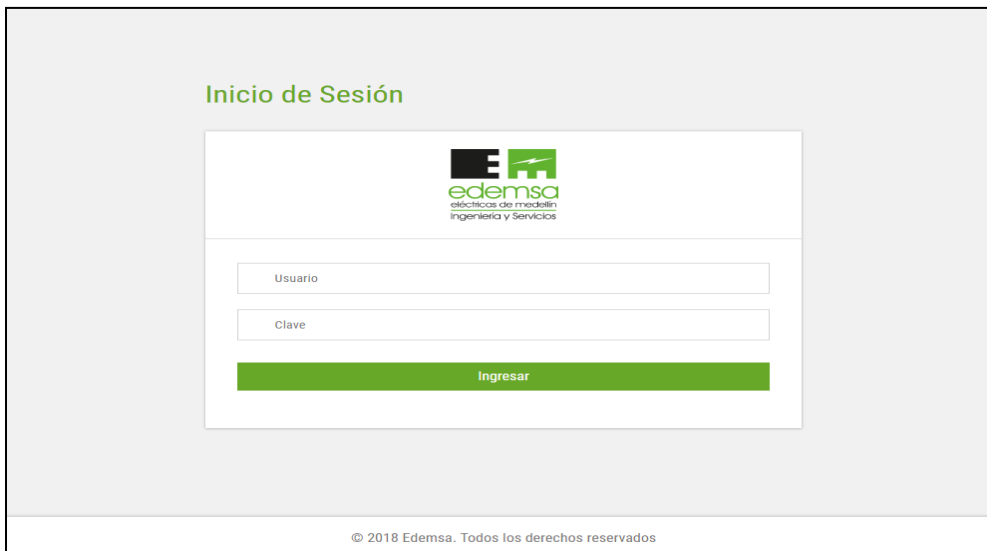 Inicio de Sesión
edemsa
eléctricas de medellín
Ingeniería y Servicios
Usuario
Clave
Ingresar
© 2018 Edemsa. Todos los derechos reservados